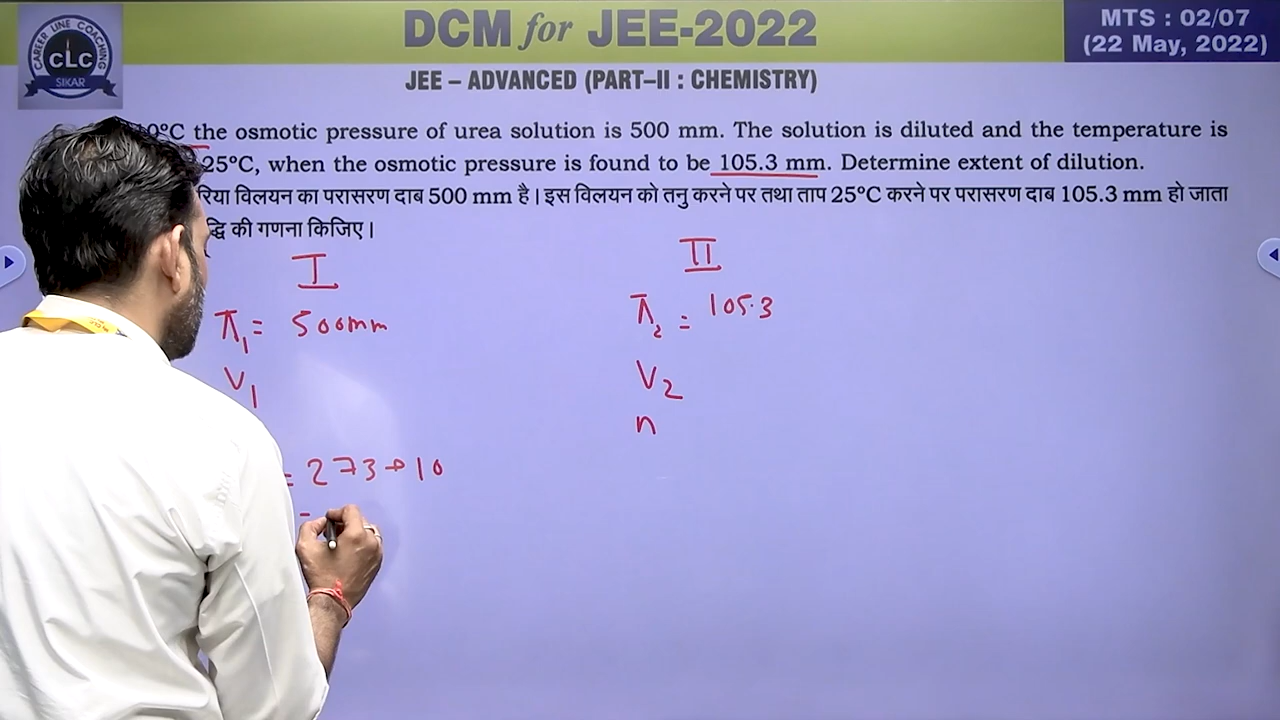 DCM for JEE-2022
MTS : 02/07
(22 May, 2022)
CAREER LINE COACHING
CLC
SIKAR
JEE – ADVANCED (PART–II : CHEMISTRY)
10°C the osmotic pressure of urea solution is 500 mm. The solution is diluted and the temperature is
25°C, when the osmotic pressure is found to be 105.3 mm. Determine extent of dilution.
रिया विलयन का परासरण दाब 500 mm है। इस विलयन को तनु करने पर तथा ताप 25°C करने पर परासरण दाब 105.3 mm हो जाता
द्धि की गणना किजिए।
I
II
π₁ = 500mm
π₂ = 105.3
V₁
V₂
n
= 273+10
=